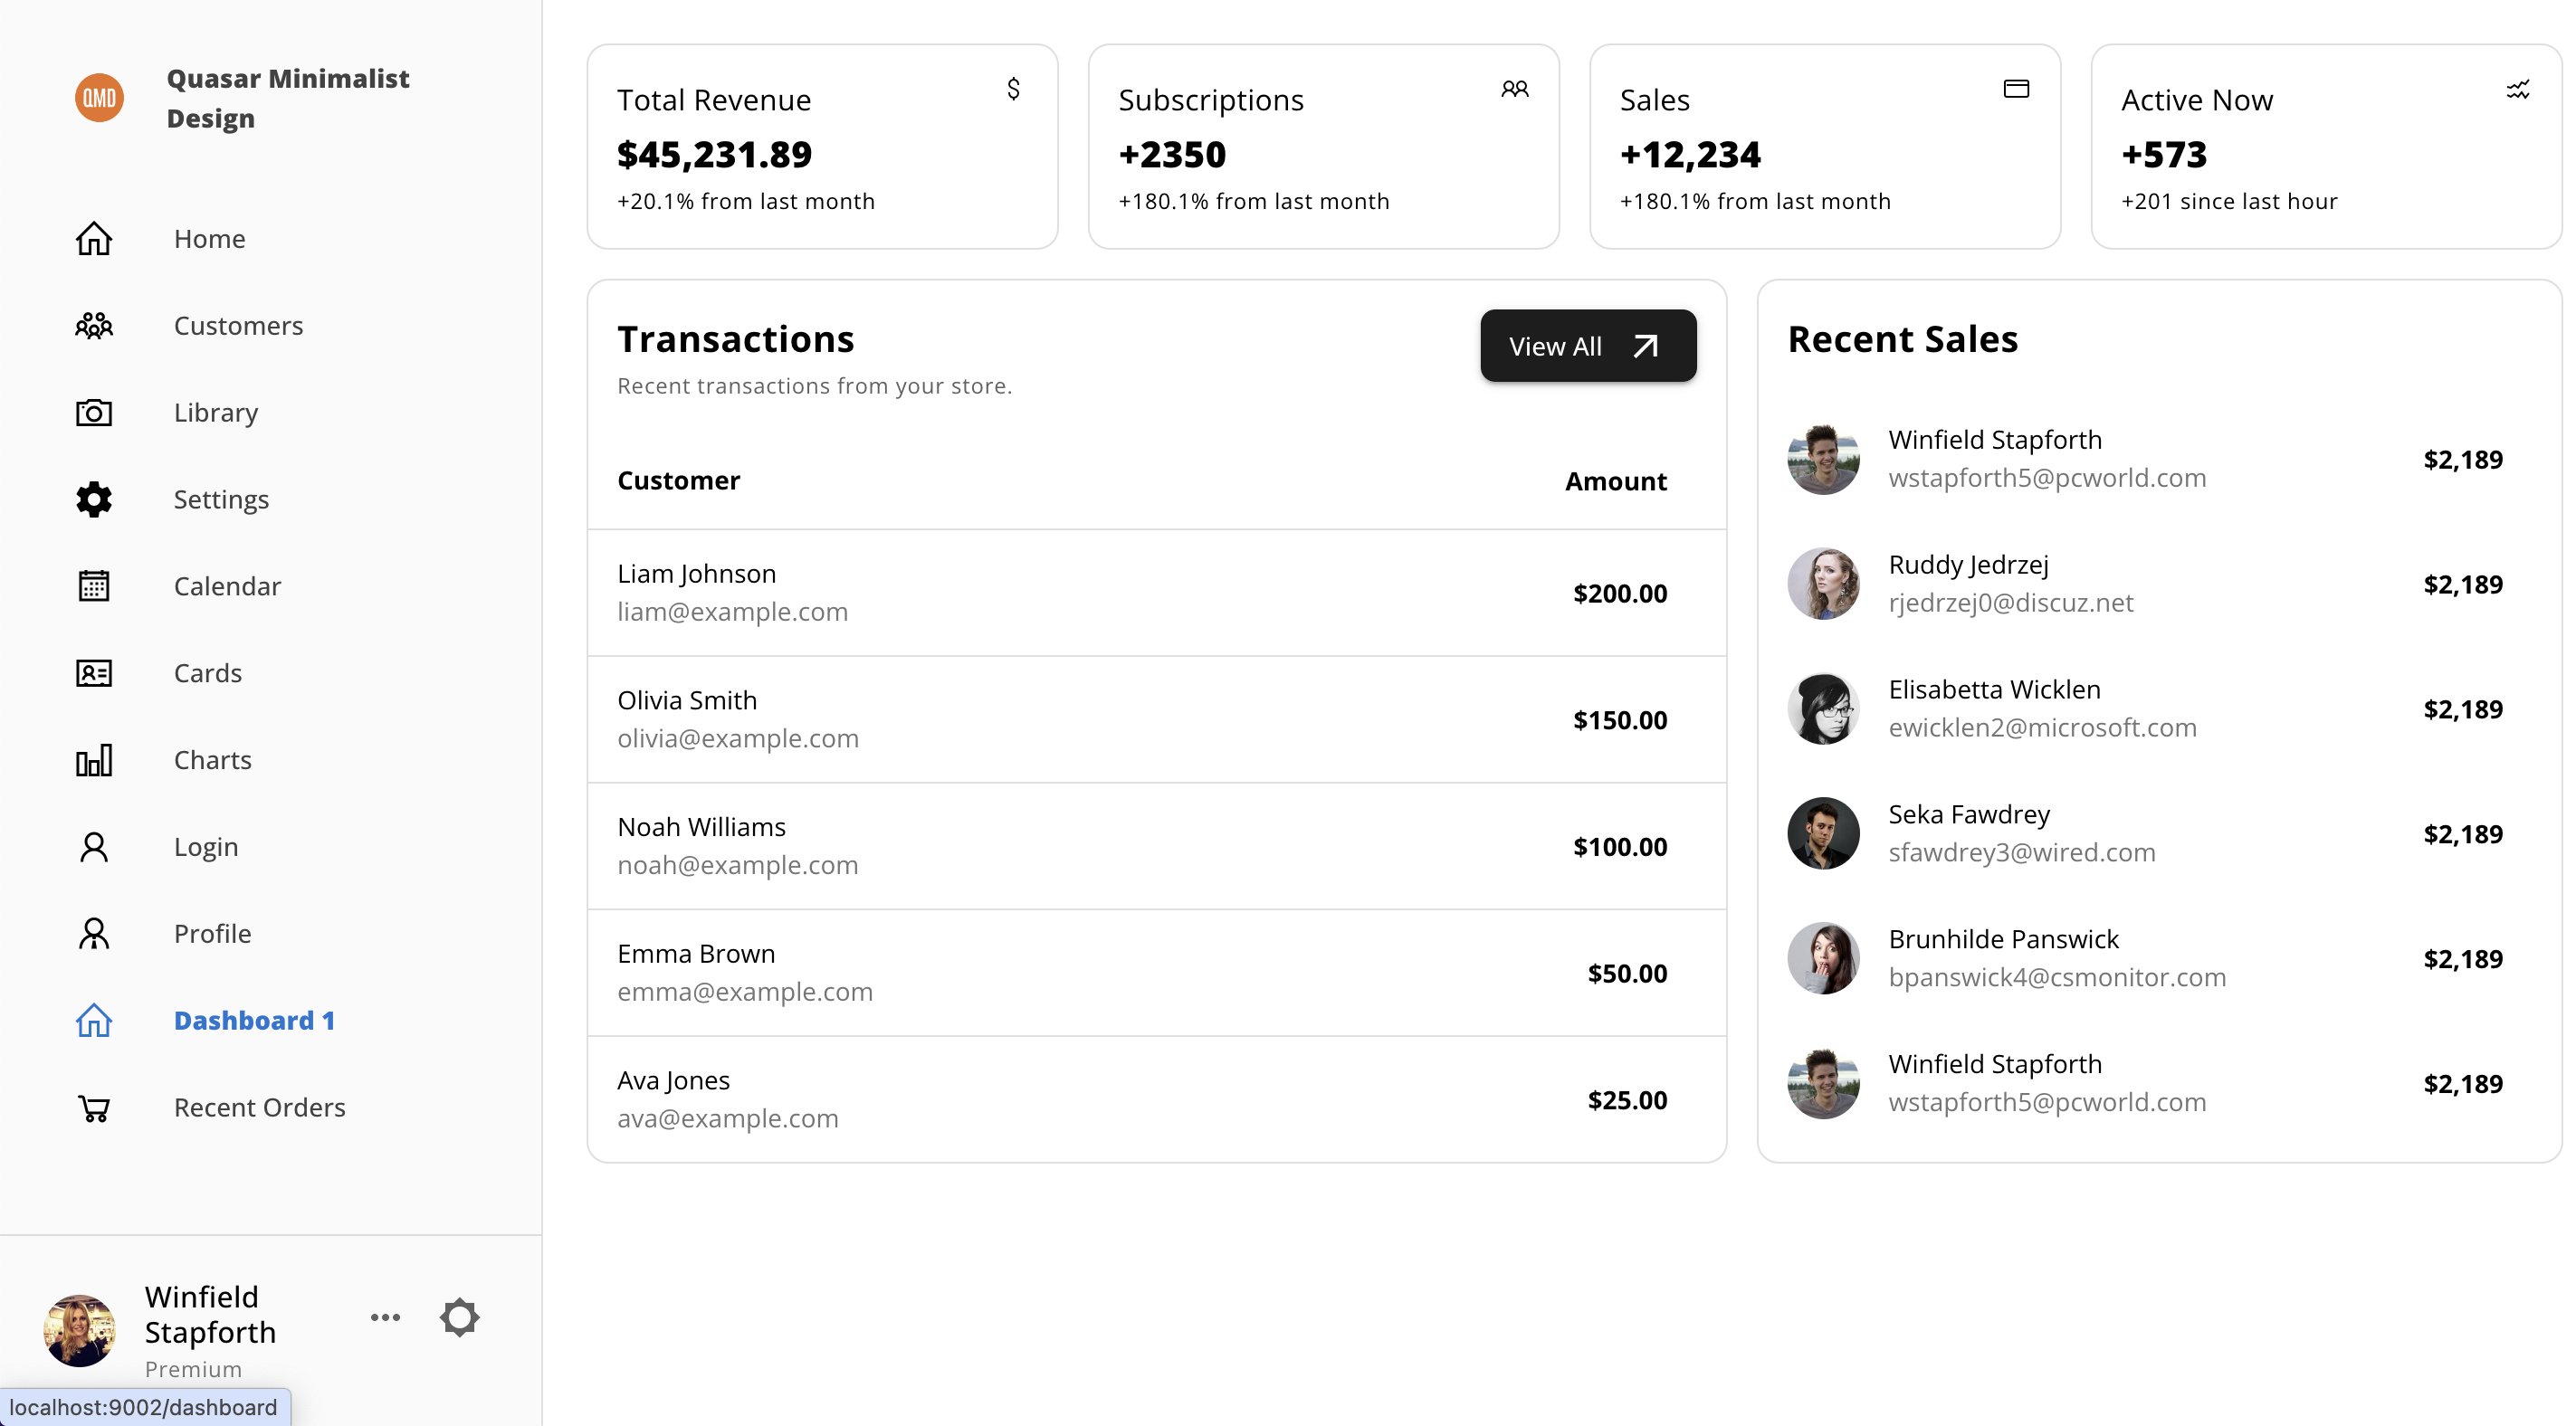 QMD
Quasar Minimalist
Design
Home
Customers
Library
Settings
Calendar
Cards
Charts
Login
Profile
Dashboard 1
Recent Orders
Winfield
Stapforth
Premium
localhost:9002/dashboard
Total Revenue
$45,231.89
+20.1% from last month
Subscriptions
+2350
+180.1% from last month
Sales
+12,234
+180.1% from last month
Active Now
+573
+201 since last hour
Transactions
Recent transactions from your store.
View All
Customer Amount
Liam Johnson
liam@example.com
$200.00
Olivia Smith
olivia@example.com
$150.00
Noah Williams
noah@example.com
$100.00
Emma Brown
emma@example.com
$50.00
Ava Jones
ava@example.com
$25.00
Recent Sales
Winfield Stapforth
wstapforth5@pcworld.com
$2,189
Ruddy Jedrzej
rjedrzej0@discuz.net
$2,189
Elisabetta Wicklen
ewicklen2@microsoft.com
$2,189
Seka Fawdrey
sfawdrey3@wired.com
$2,189
Brunhilde Panswick
bpanswick4@csmonitor.com
$2,189
Winfield Stapforth
wstapforth5@pcworld.com
$2,189